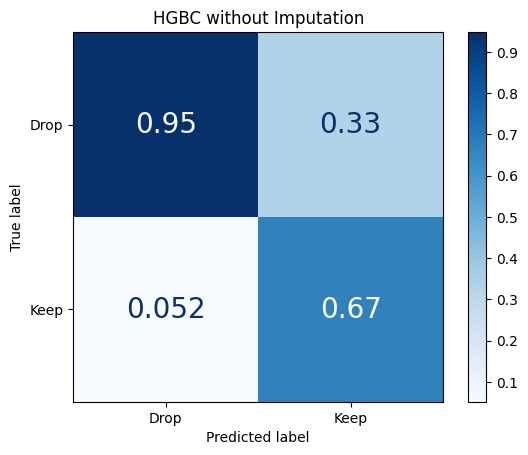 HGBC without Imputation
Drop
0.95
0.33
Keep
0.052
0.67
Drop
Keep
Predicted label
True label
0.9
0.8
0.7
0.6
0.5
0.4
0.3
0.2
0.1